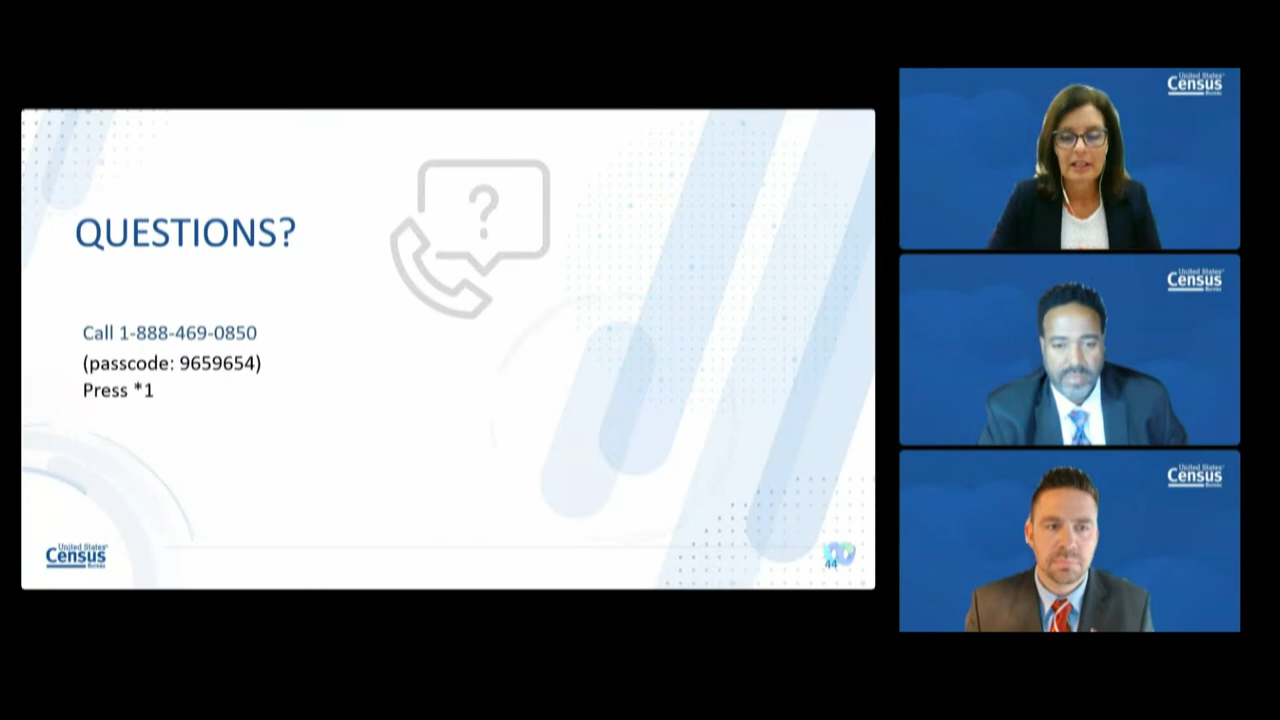 QUESTIONS?
?
Call 1-888-469-0850
(passcode: 9659654)
Press *1
United States®
Census
Bureau
44
United States®
Census
Bureau
United States®
Census
Bureau
United States®
Census
Bureau